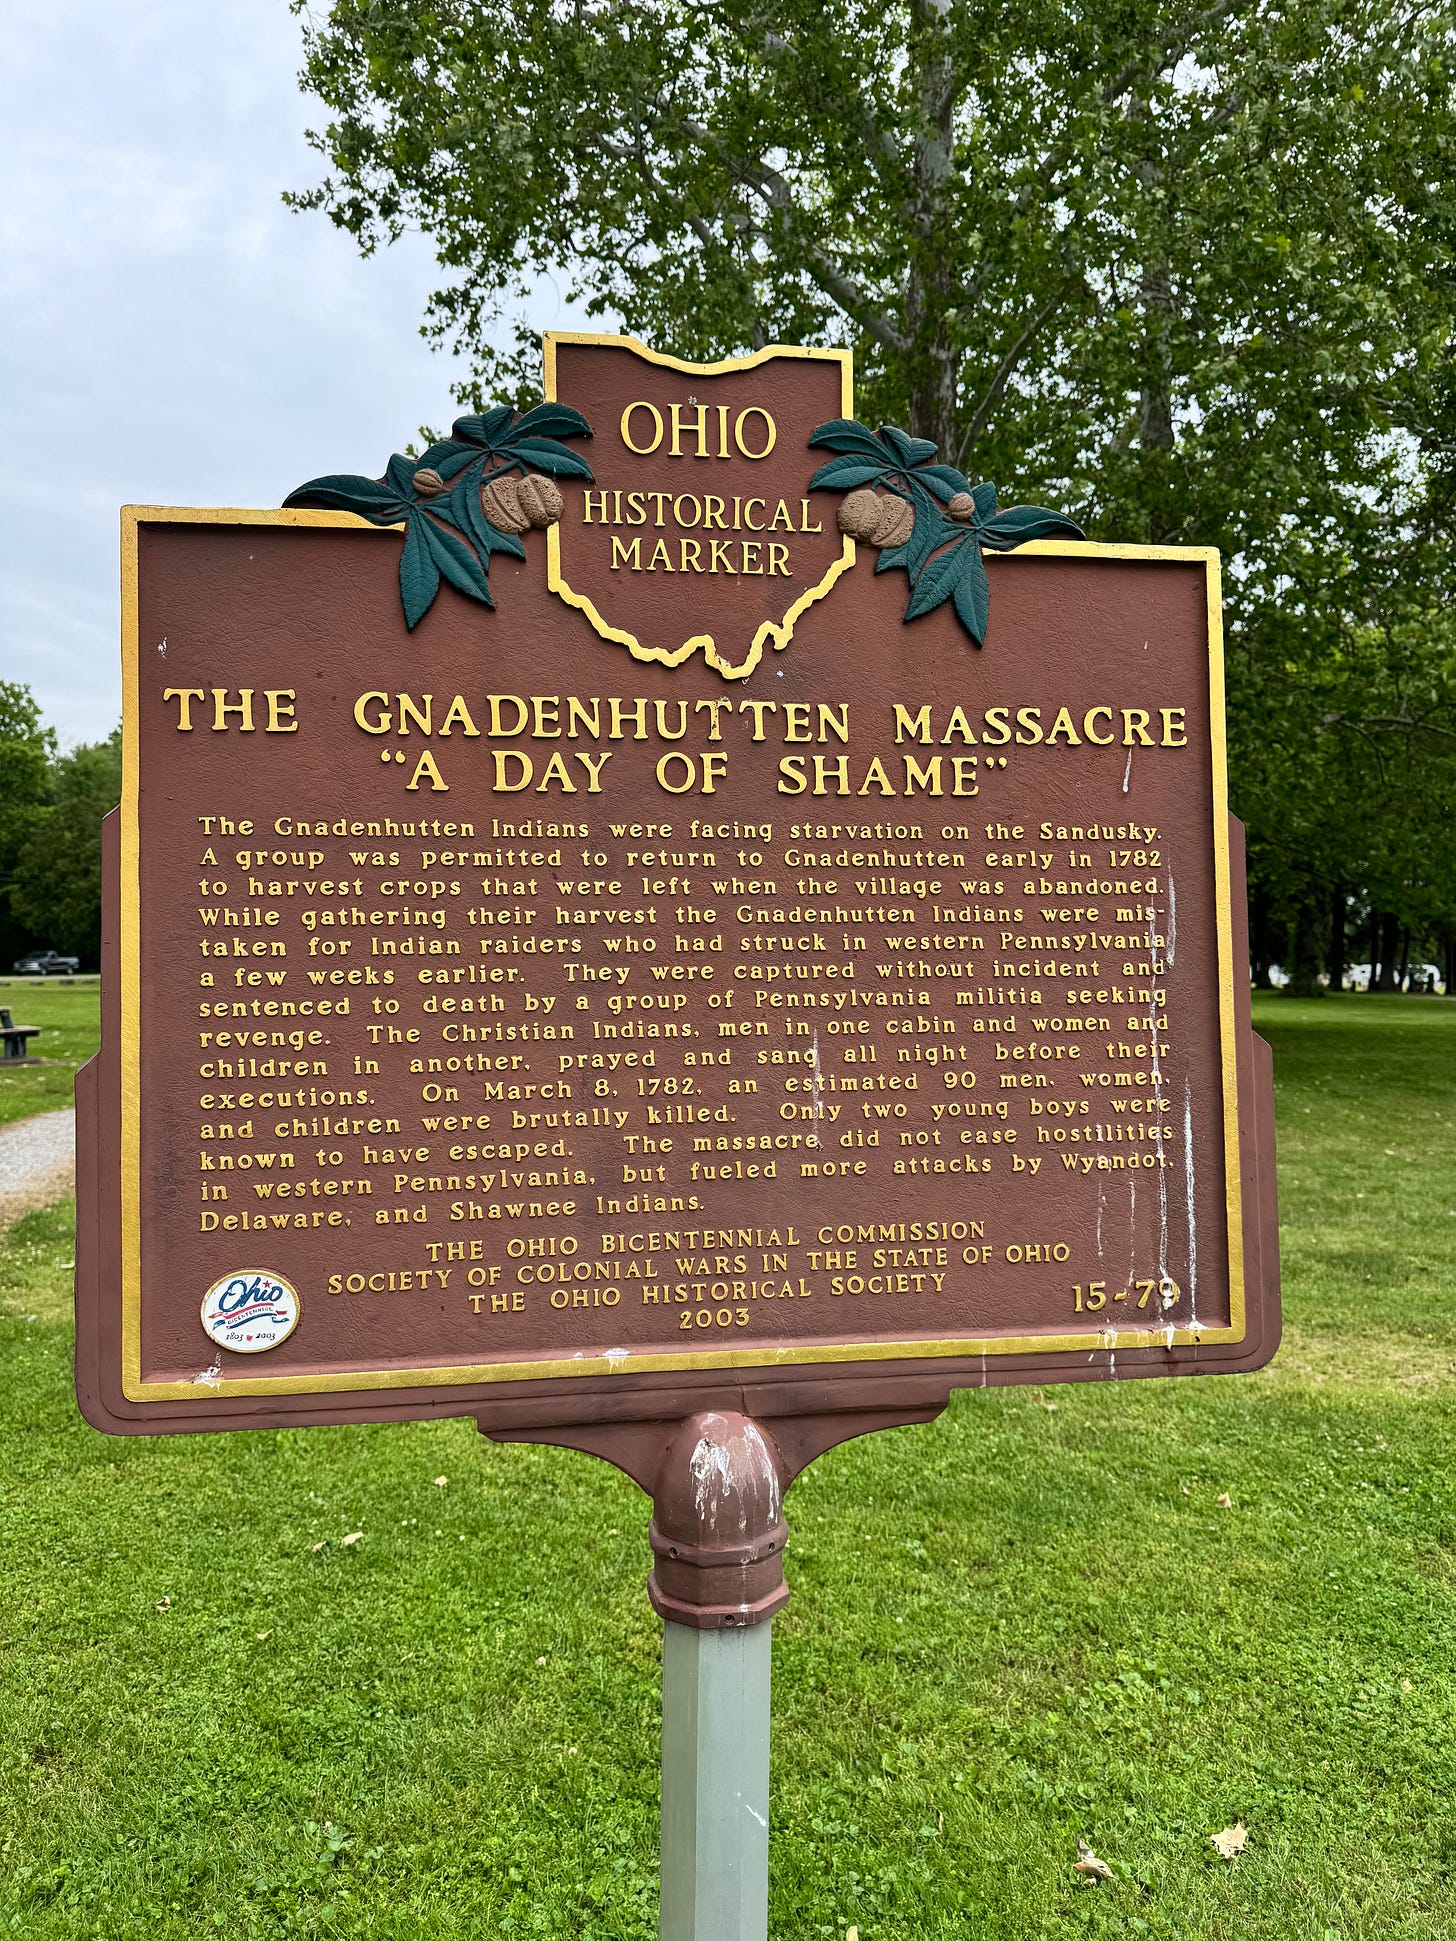 OHIO
HISTORICAL
MARKER
THE GNADENHUTTEN MASSACRE
"A DAY OF SHAME"
The Gnadenhutten Indians were facing starvation on the Sandusky.
A group was permitted to return to Gnadenhutten early in 1782
to harvest crops that were left when the village was abandoned.
While gathering their harvest the Gnadenhutten Indians were mis-
taken for Indian raiders who had struck in western Pennsylvania
a few weeks earlier. They were captured without incident and
sentenced to death by a group of Pennsylvania militia seeking
revenge. The Christian Indians, men in one cabin and women and
children in another, prayed and sang all night before their
executions. On March 8, 1782, an estimated 90 men, women,
and children were brutally killed. Only two young boys were
known to have escaped. The massacre did not ease hostilities
in western Pennsylvania, but fueled more attacks by Wyandot,
Delaware, and Shawnee Indians.
THE OHIO BICENTENNIAL COMMISSION
SOCIETY OF COLONIAL WARS IN THE STATE OF OHIO
THE OHIO HISTORICAL SOCIETY
2003
15-79
Ohio
BICENTENNIAL
1803 2003